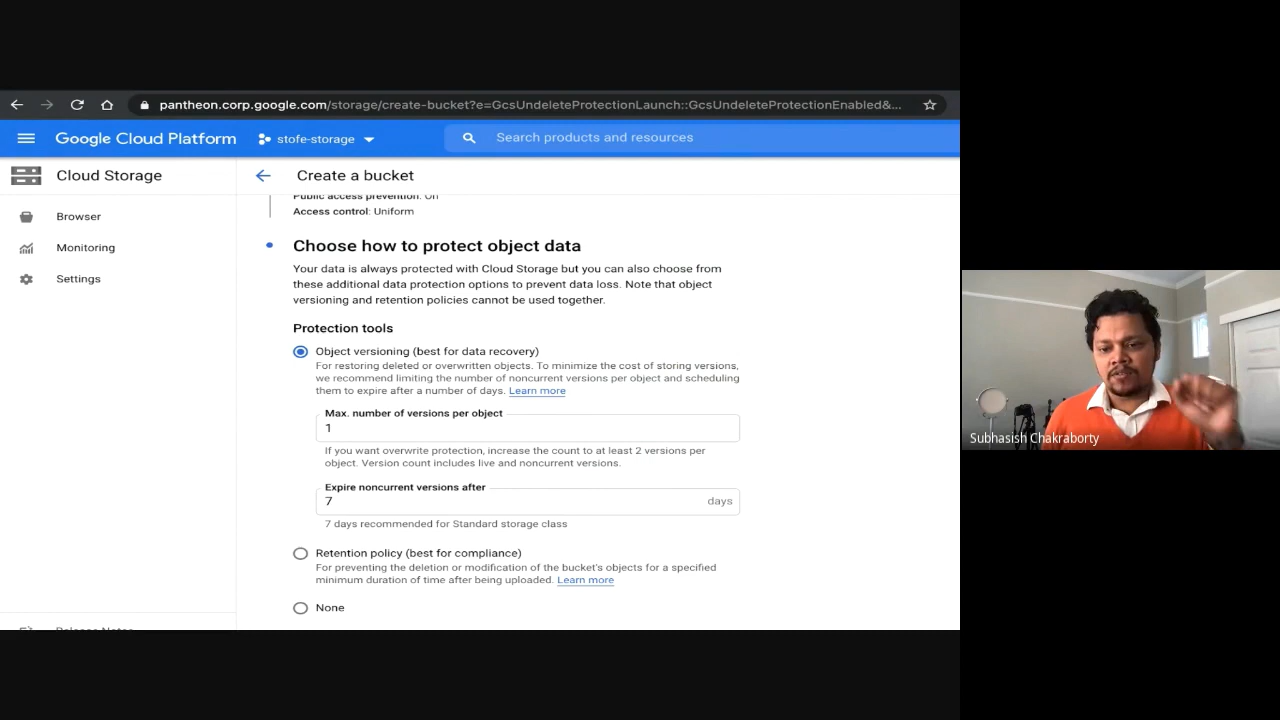 pantheon.corp.google.com/storage/create-bucket?e=GcsUndeleteProtectionLaunch::GcsUndeleteProtectionEnabled&...
Google Cloud Platform
stofe-storage
Search products and resources
Cloud Storage
Create a bucket
Browser
Monitoring
Settings
Release Notes
Public access prevention: On
Access control: Uniform
Choose how to protect object data
Your data is always protected with Cloud Storage but you can also choose from
these additional data protection options to prevent data loss. Note that object
versioning and retention policies cannot be used together.
Protection tools
Object versioning (best for data recovery)
For restoring deleted or overwritten objects. To minimize the cost of storing versions,
we recommend limiting the number of noncurrent versions per object and scheduling
them to expire after a number of days. Learn more
Max. number of versions per object
1
If you want overwrite protection, increase the count to at least 2 versions per
object. Version count includes live and noncurrent versions.
Expire noncurrent versions after
7 days
7 days recommended for Standard storage class
Retention policy (best for compliance)
For preventing the deletion or modification of the bucket's objects for a specified
minimum duration of time after being uploaded. Learn more
None
Subhasish Chakraborty